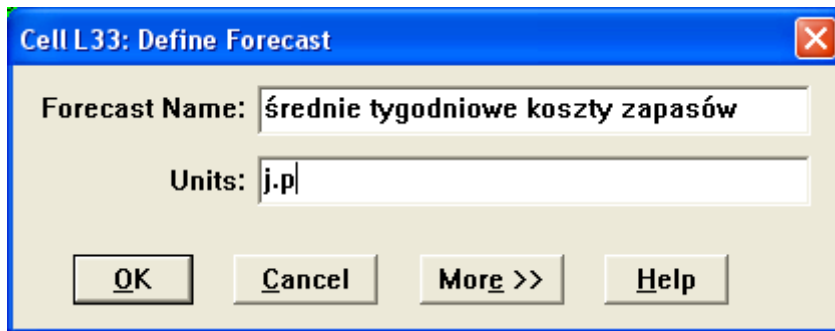 Cell L33: Define Forecast
Forecast Name: średnie tygodniowe koszty zapasów
Units: j.p
OK Cancel More >> Help